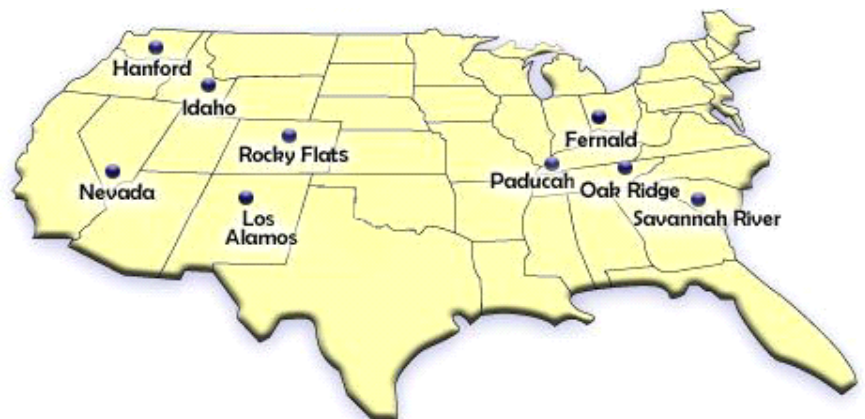 Hanford
Idaho
Rocky Flats
Fernald
Nevada
Paducah
Oak Ridge
Los
Alamos
Savannah River